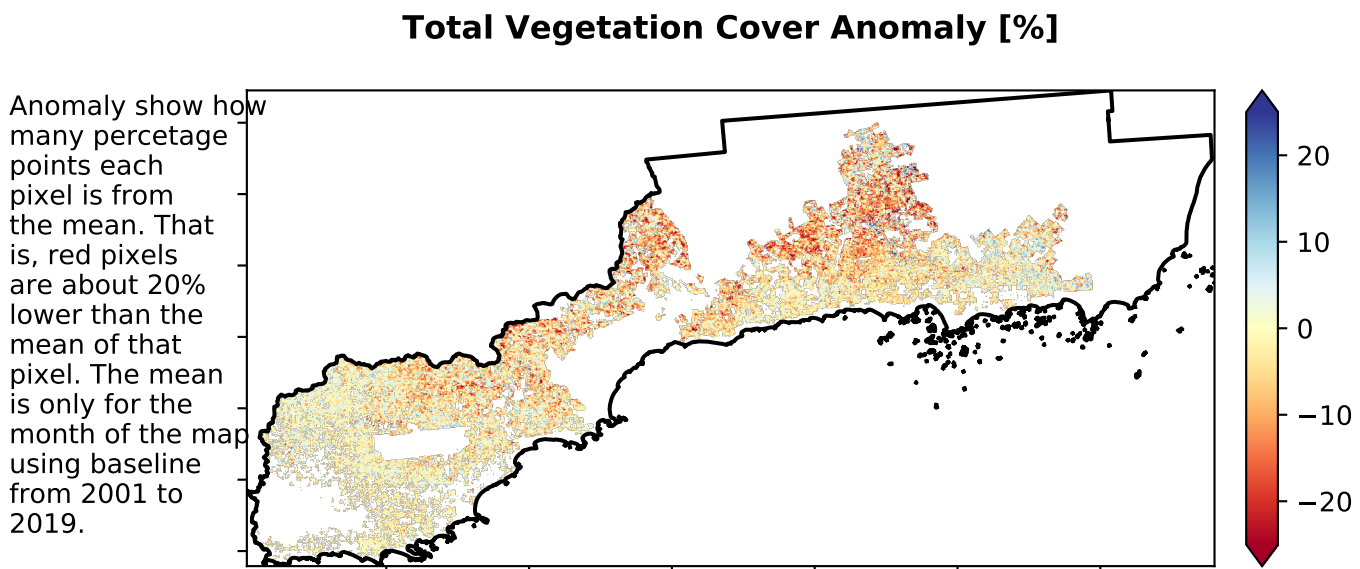 Total Vegetation Cover Anomaly [%]
Anomaly show how
many percetage
points each
pixel is from
the mean. That
is, red pixels
are about 20%
lower than the
mean of that
pixel. The mean
is only for the
month of the map
using baseline
from 2001 to
2019.
20
10
0
−10
−20